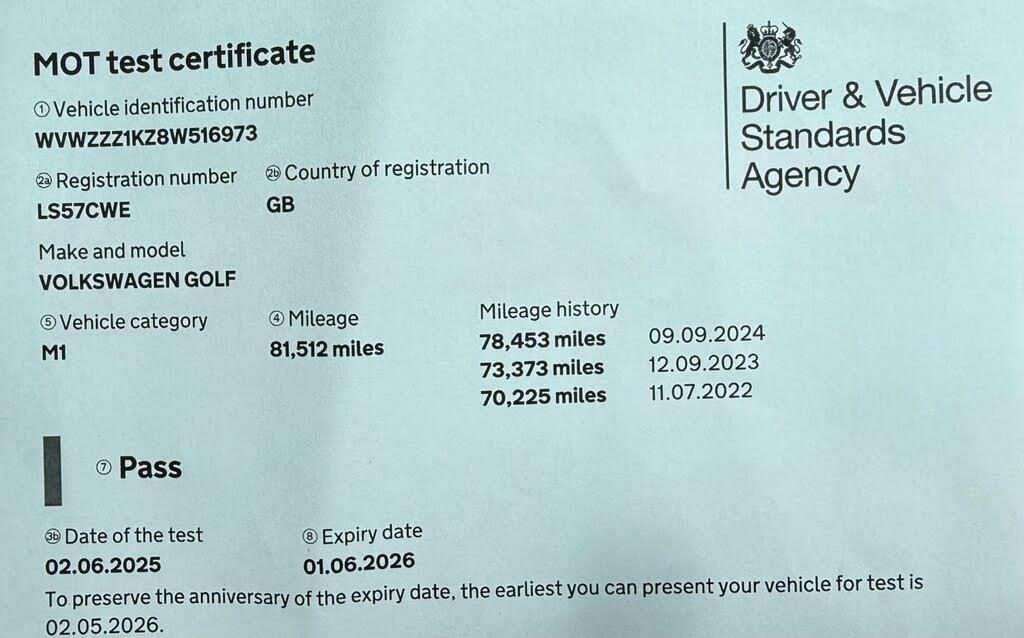 MOT test certificate
① Vehicle identification number
WVWZZZ1KZ8W516973
2a Registration number
LS57CWE
2b Country of registration
GB
Make and model
VOLKSWAGEN GOLF
⑤ Vehicle category
M1
④ Mileage
81,512 miles
Mileage history
78,453 miles 09.09.2024
73,373 miles 12.09.2023
70,225 miles 11.07.2022
⑦ Pass
3b Date of the test
02.06.2025
⑧ Expiry date
01.06.2026
To preserve the anniversary of the expiry date, the earliest you can present your vehicle for test is
02.05.2026.
Driver & Vehicle
Standards
Agency